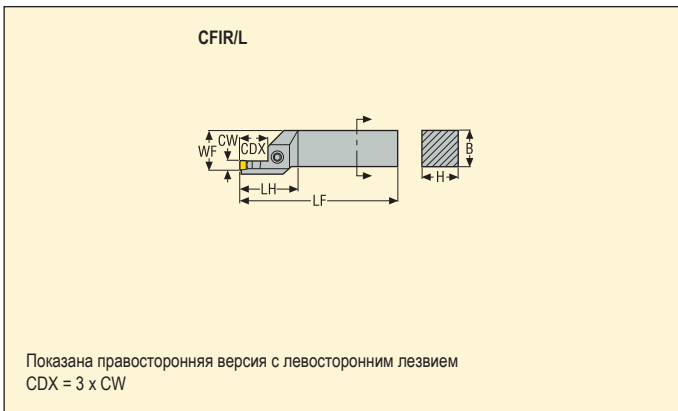 CFIR/L
CW
WF
CDX
B
H
LH
LF
Показана правосторонняя версия с левосторонним лезвием
CDX = 3 x CW